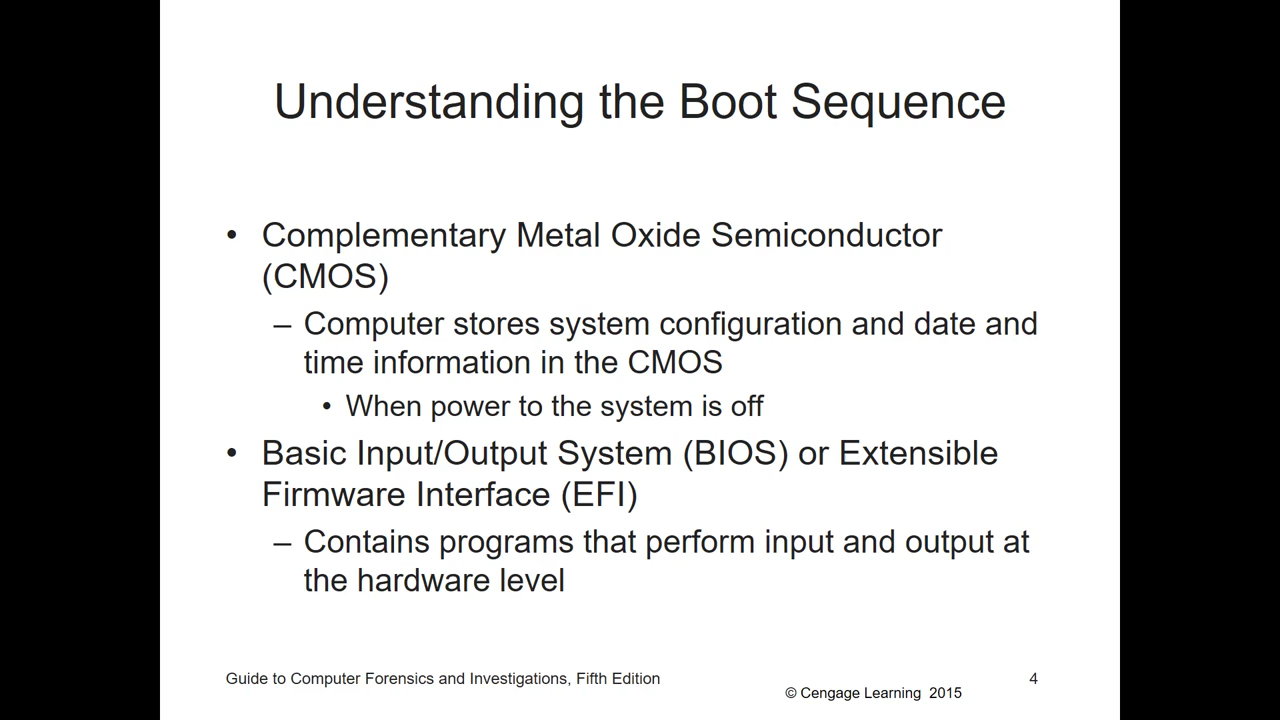 Understanding the Boot Sequence
• Complementary Metal Oxide Semiconductor
(CMOS)
– Computer stores system configuration and date and
time information in the CMOS
• When power to the system is off
• Basic Input/Output System (BIOS) or Extensible
Firmware Interface (EFI)
– Contains programs that perform input and output at
the hardware level
Guide to Computer Forensics and Investigations, Fifth Edition
© Cengage Learning 2015
4